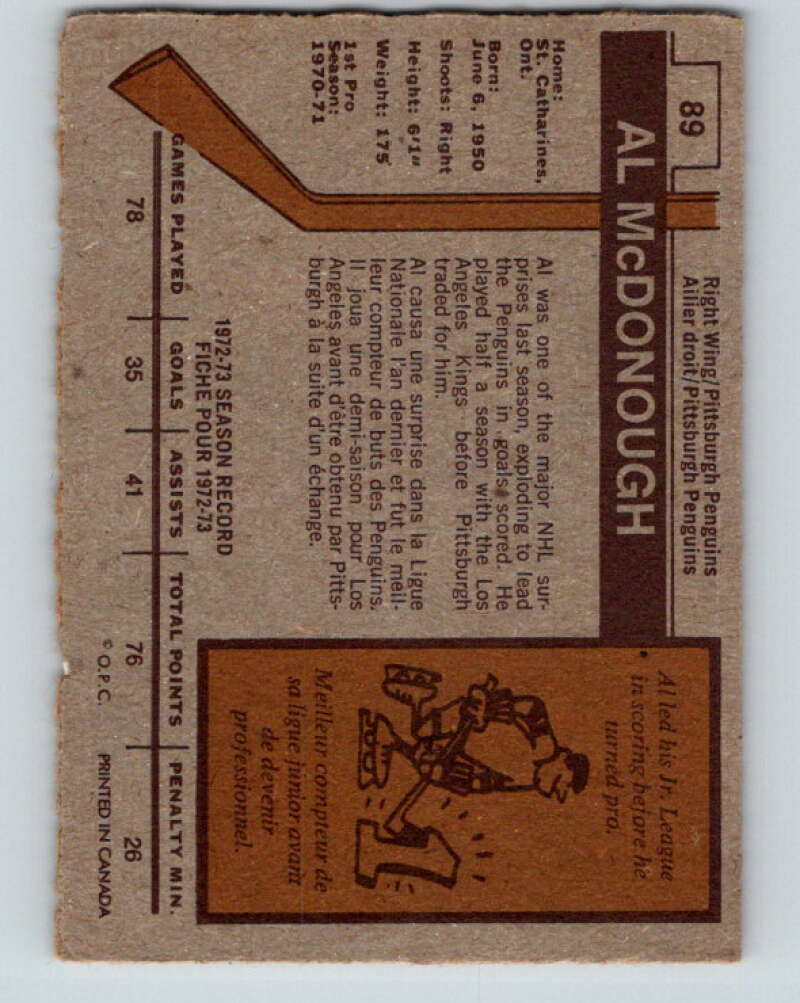 89
Right Wing/Pittsburgh Penguins
Ailier droit/Pittsburgh Penguins
AL McDONOUGH
Home:
St. Catharines,
Ont.
Born:
June 6, 1950
Shoots: Right
Height: 6'1"
Weight: 175
1st Pro
Season:
1970-71
Al was one of the major NHL sur-
prises last season, exploding to lead
the Penguins in goals scored. He
played half a season with the Los
Angeles Kings before Pittsburgh
traded for him.
Al causa une surprise dans la Ligue
Nationale l'an dernier et fut le meil-
leur compteur de buts des Penguins.
Il joua une demi-saison pour Los
Angeles avant d'être obtenu par Pitts-
burgh à la suite d'un échange.
Al led his Jr. League
in scoring before he
turned pro.
1
Meilleur compteur de
sa ligue junior avant
de devenir
professionnel.
1972-73 SEASON RECORD
FICHE POUR 1972-73
GAMES PLAYED GOALS ASSISTS TOTAL POINTS PENALTY MIN.
78 35 41 76 26
© O.P.C. PRINTED IN CANADA